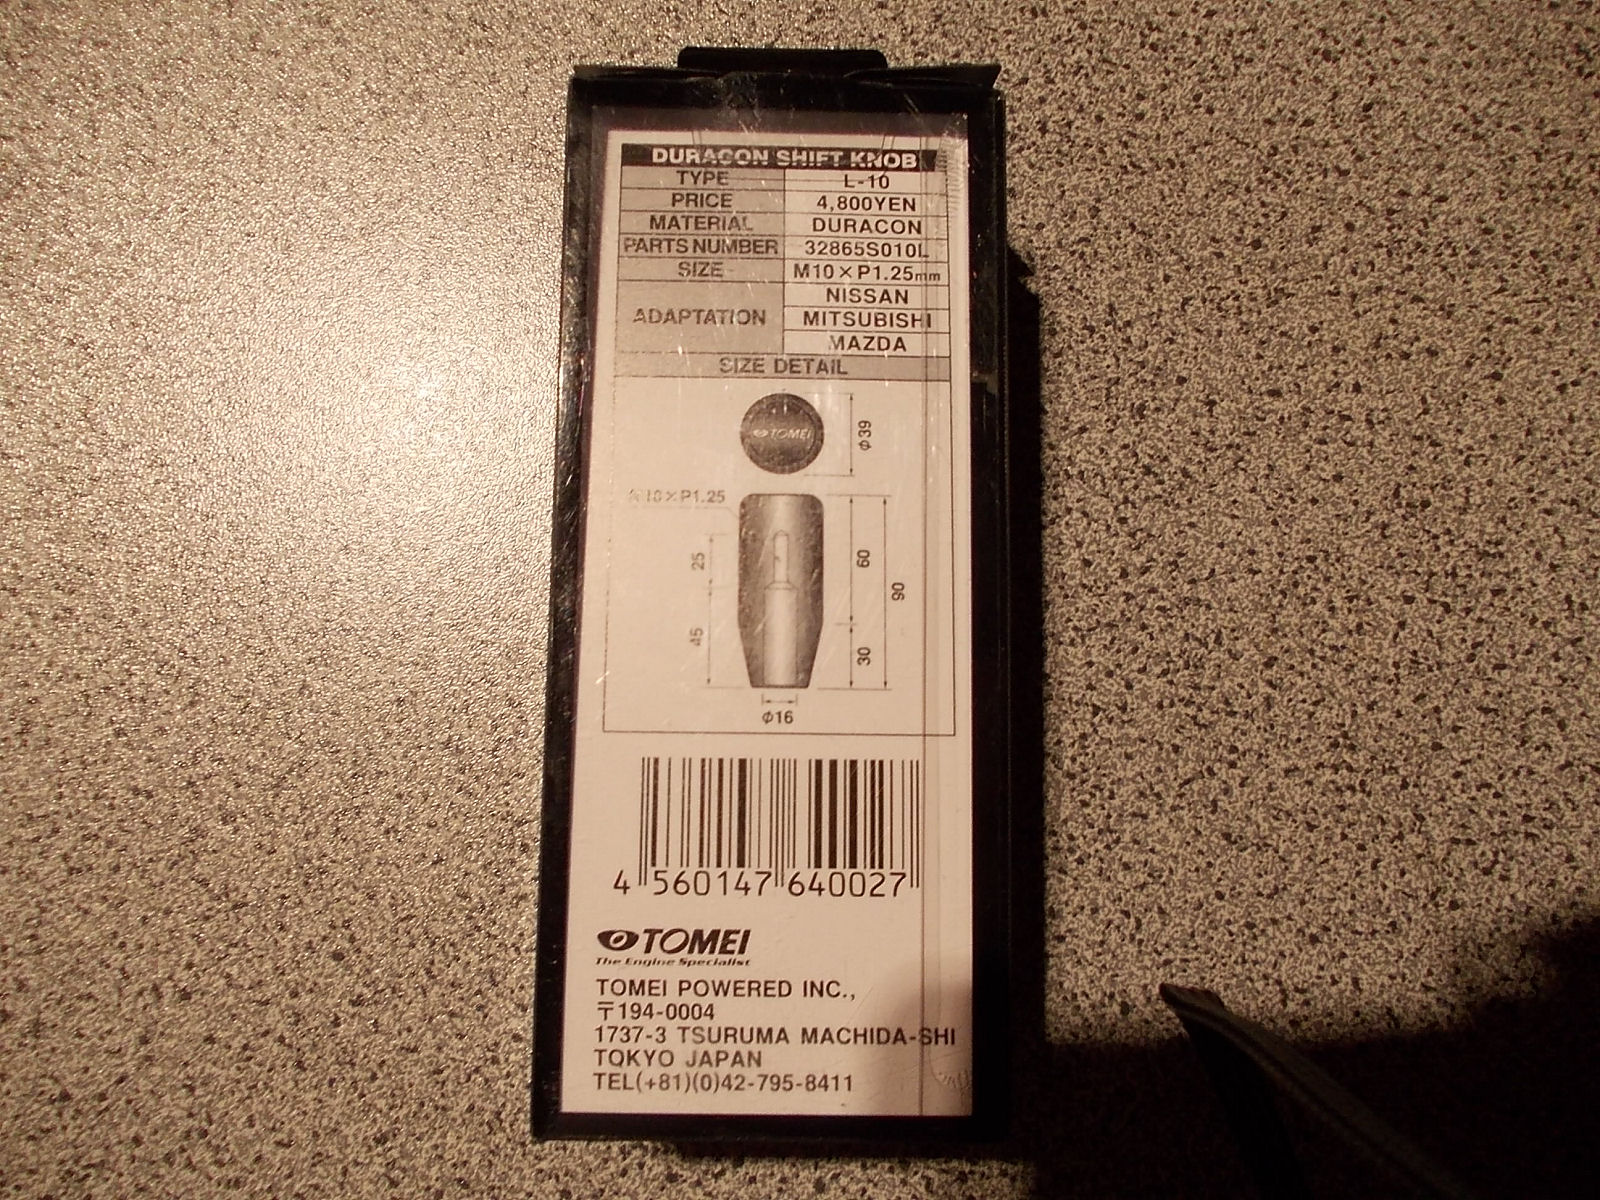 DURACON SHIFT KNOB
TYPE L-10
PRICE 4,800YEN
MATERIAL DURACON
PARTS NUMBER 32865S010L
SIZE M10×P1.25mm
ADAPTATION NISSAN
MITSUBISHI
MAZDA
SIZE DETAIL
TOMEI
φ39
M10×P1.25
25
45
60
30
90
φ16
4 560147 640027
TOMEI
The Engine Specialist
TOMEI POWERED INC.,
〒194-0004
1737-3 TSURUMA MACHIDA-SHI
TOKYO JAPAN
TEL(+81)(0)42-795-8411